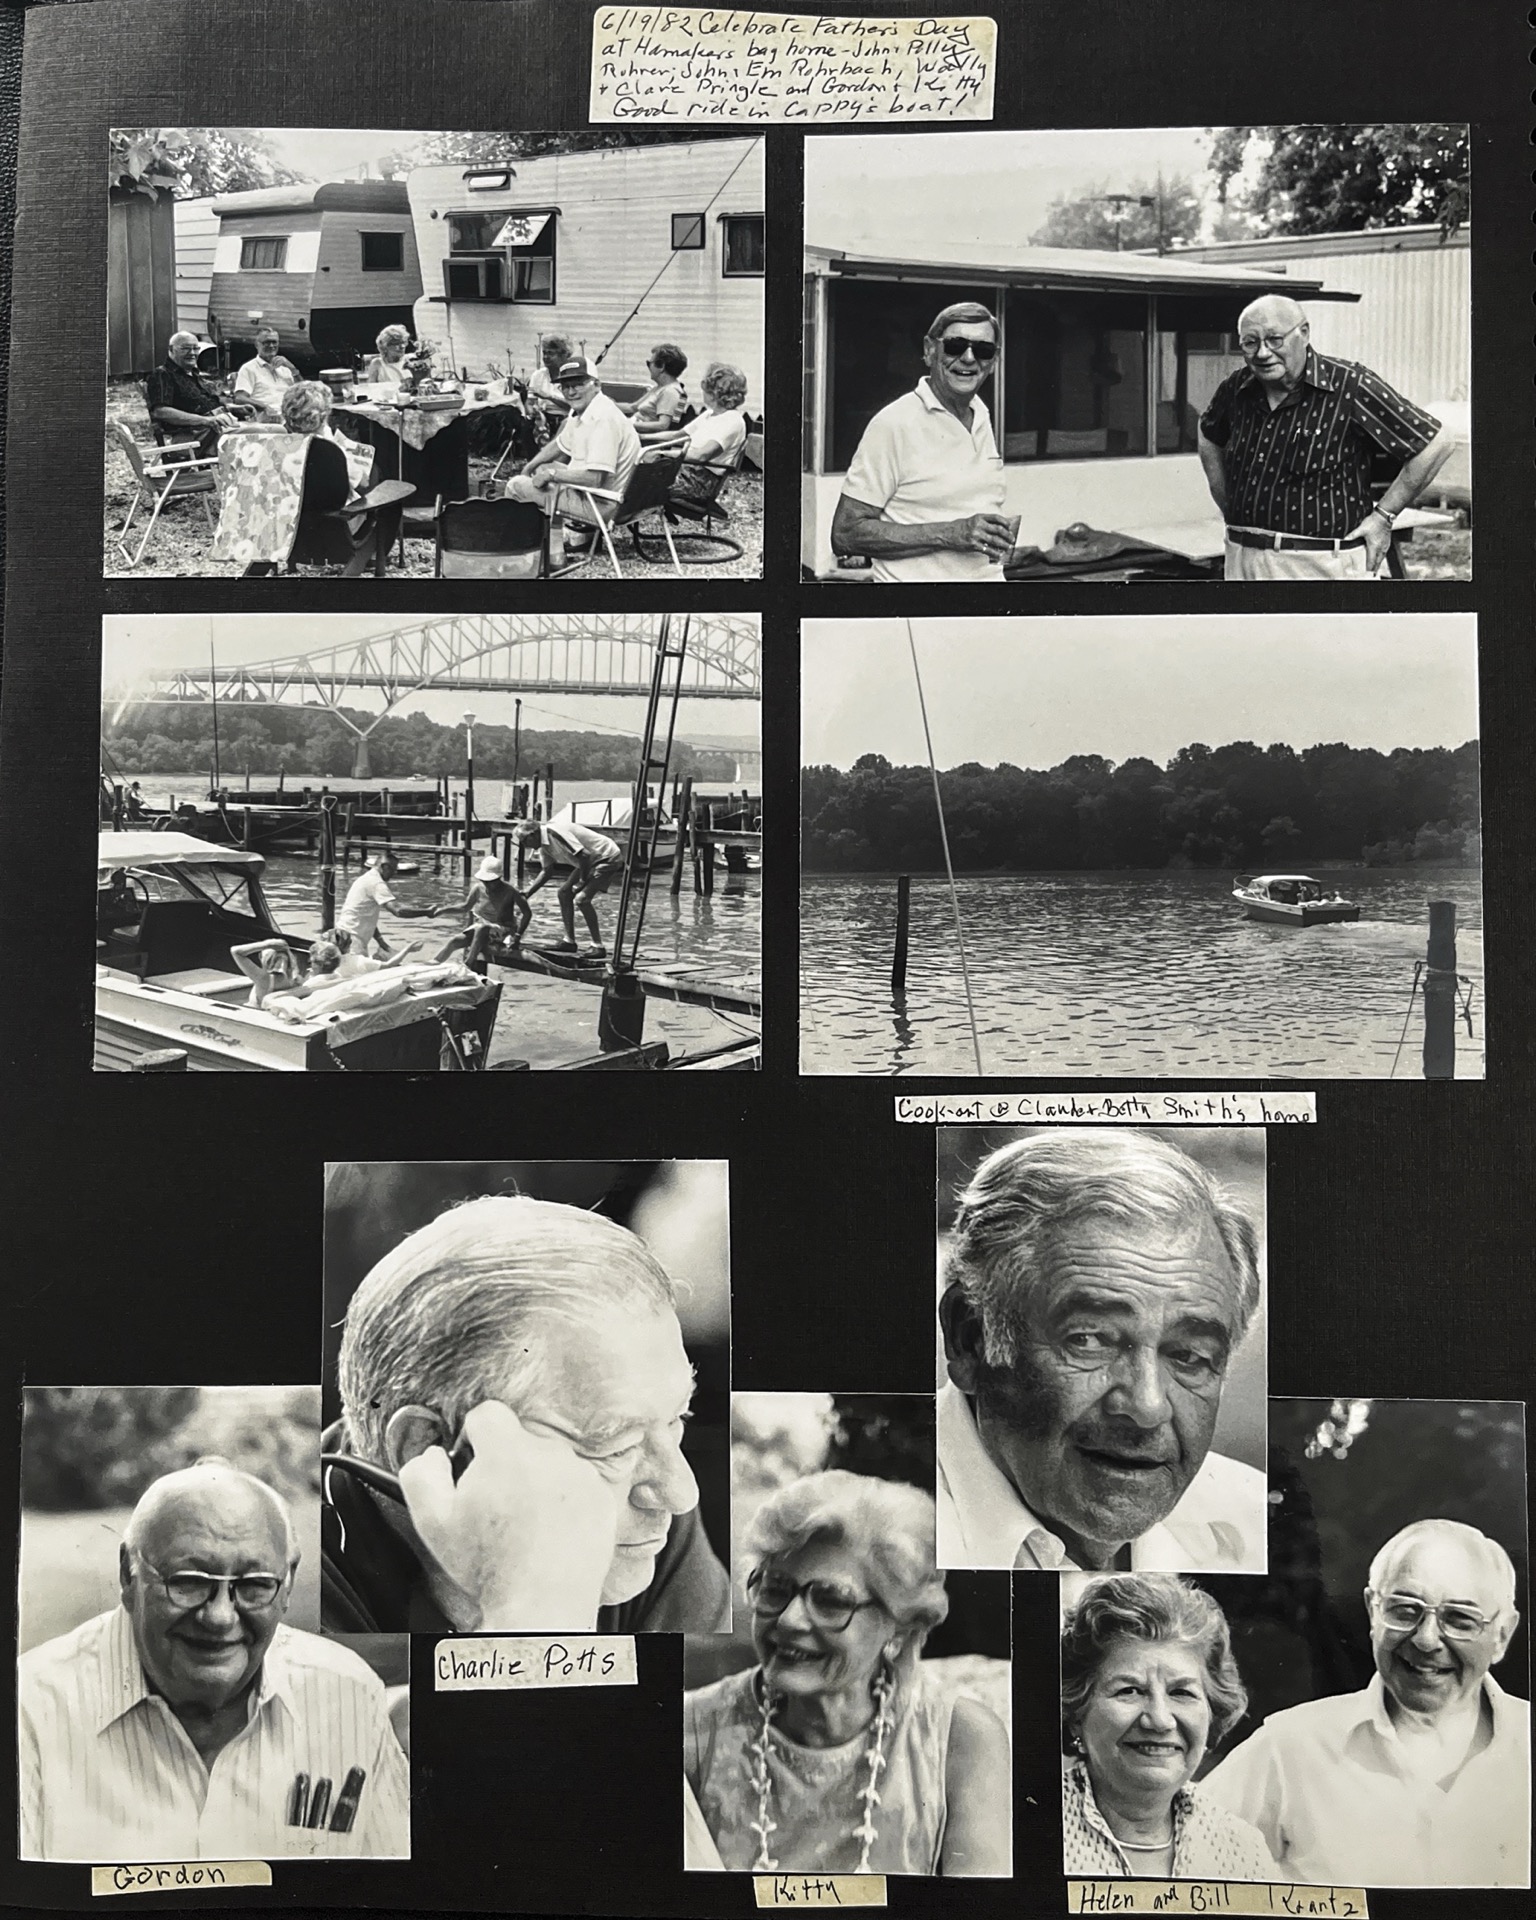 6/19/82 Celebrate Father's Day
at Hamaker's bay home - John + Polly
Rohrer; John + Em Rohrbach, Wally
+ Clare Pringle and Gordon + Kitty
Good ride in Cappy's boat!
Cook-out @ Claude + Betty Smith's home
Charlie Potts
Gordon
Kitty
Helen and Bill Krantz